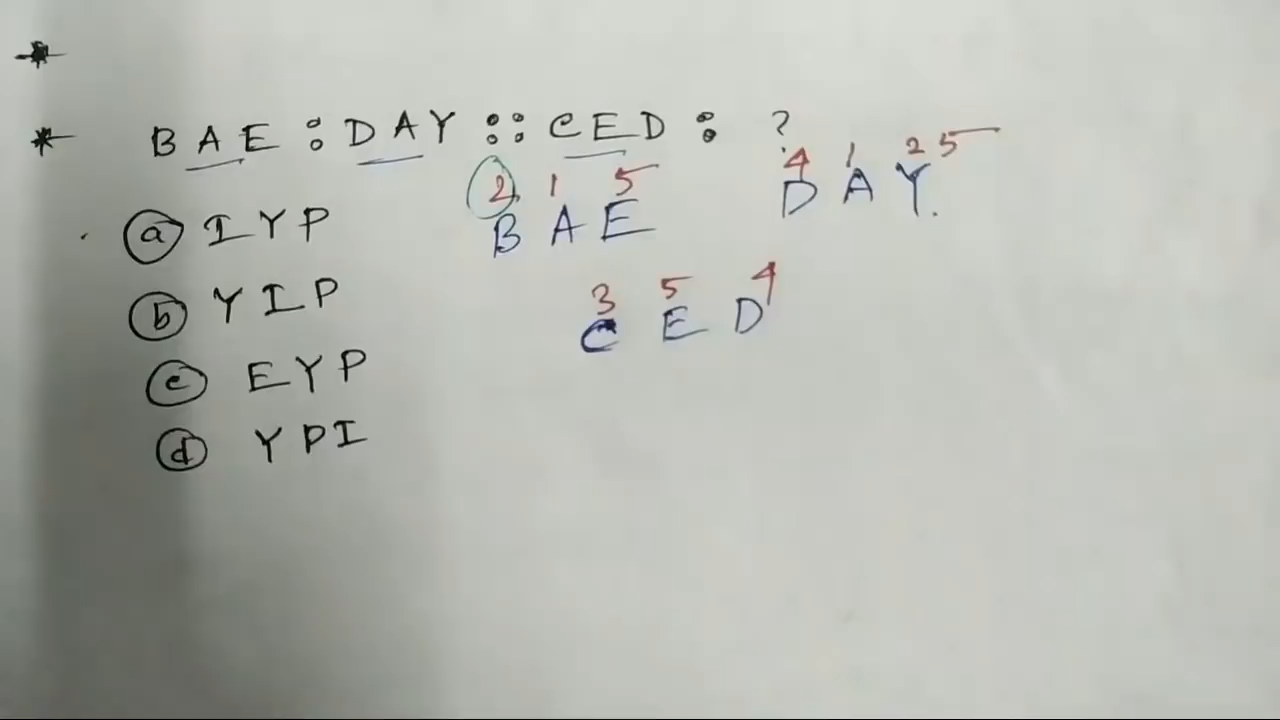 * 
* BAE : DAY :: CED : ?
2 1 5 4 1 25
BAE DAY.
(a) IYP
3 5 4
(b) YIP CED
(c) EYP
(d) YPI